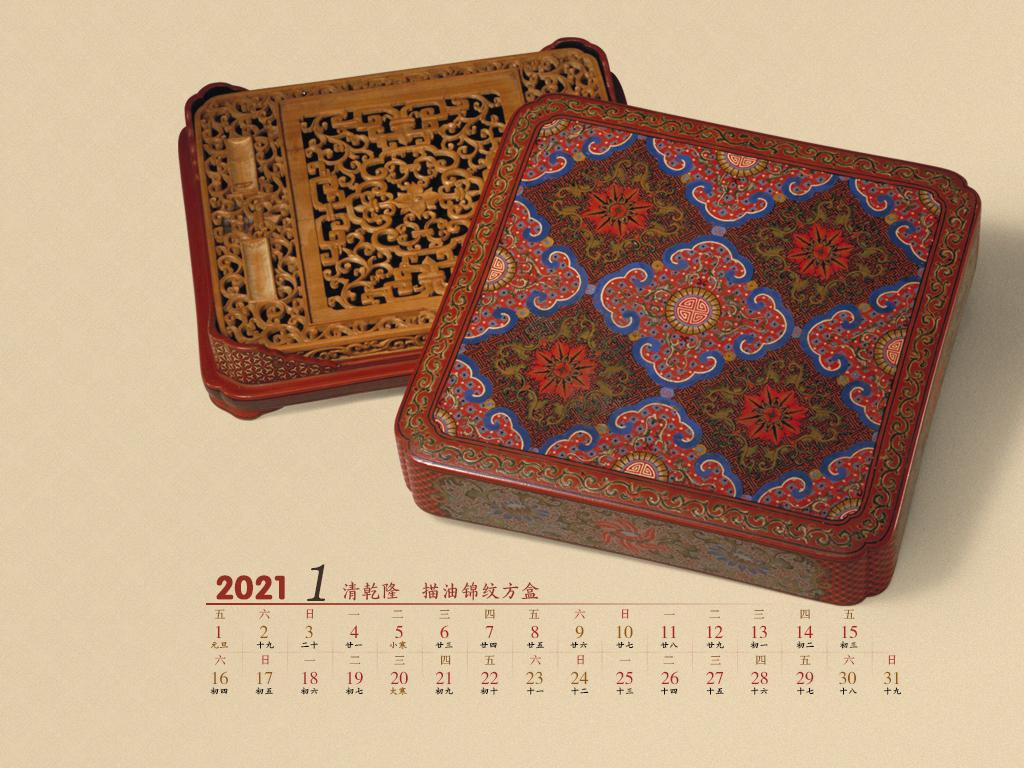 2021 1 清乾隆 描油锦纹方盒
五 六 日 一 二 三 四 五 六 日 一 二 三 四 五
1 2 3 4 5 6 7 8 9 10 11 12 13 14 15
元旦 十九 二十 廿一 小寒 廿三 廿四 廿五 廿六 廿七 廿八 廿九 初一 初二 初三
六 日 一 二 三 四 五 六 日 一 二 三 四 五 六 日
16 17 18 19 20 21 22 23 24 25 26 27 28 29 30 31
初四 初五 初六 初七 大寒 初九 初十 十一 十二 十三 十四 十五 十六 十七 十八 十九